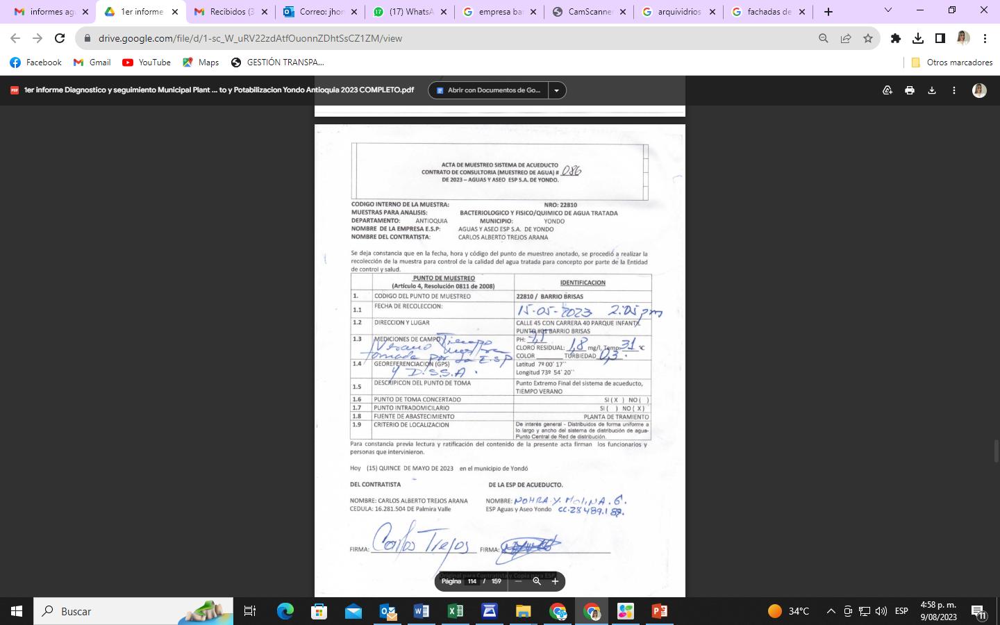 informes agu
1er informe
Recibidos (3
Correo: jhon
(17) WhatsA
empresa bar
CamScanner
arquividrios
fachadas de
drive.google.com/file/d/1-sc_W_uRV22zdAtfOuonnZDhtSsCZ1ZM/view
Facebook
Gmail
YouTube
Maps
GESTIÓN TRANSPA...
Otros marcadores
PDF
1er informe Diagnostico y seguimiento Municipal Plant ... to y Potabilizacion Yondo Antioquia 2023 COMPLETO.pdf
Abrir con Documentos de Go...
ACTA DE MUESTREO SISTEMA DE ACUEDUCTO
CONTRATO DE CONSULTORIA (MUESTREO DE AGUA) # 086
DE 2023 – AGUAS Y ASEO ESP S.A. DE YONDO.
CODIGO INTERNO DE LA MUESTRA: NRO: 22810
MUESTRAS PARA ANALISIS: BACTERIOLOGICO Y FISICO/QUIMICO DE AGUA TRATADA
DEPARTAMENTO: ANTIOQUIA MUNICIPIO: YONDO
NOMBRE DE LA EMPRESA E.S.P: AGUAS Y ASEO ESP S.A. DE YONDO
NOMBRE DEL CONTRATISTA: CARLOS ALBERTO TREJOS ARANA
Se deja constancia que en la fecha, hora y código del punto de muestreo anotado, se procedió a realizar la
recolección de la muestra para control de la calidad del agua tratada para concepto por parte de la Entidad
de control y salud.
PUNTO DE MUESTREO
(Artículo 4, Resolución 0811 de 2008)
IDENTIFICACION
1. CODIGO DEL PUNTO DE MUESTREO 22810 / BARRIO BRISAS
1.1 FECHA DE RECOLECCION: 15-05-2023 2:05 pm
1.2 DIRECCION Y LUGAR CALLE 45 CON CARRERA 40 PARQUE INFANTIL
PUNTO #01 BARRIO BRISAS
1.3 MEDICIONES DE CAMPO PH:
Verano Tiempo
CLORO RESIDUAL: 1,8 mg/l, Temp: 31 °C
muestra
tomada por la E.S.P
COLOR TURBIEDAD 0,3
1.4 GEOREFERENCIACION (GPS) Latitud 7º 00' 17''
y D.S.S.A. Longitud 73º 54' 20''
1.5 DESCRIPICON DEL PUNTO DE TOMA Punto Extremo Final del sistema de acueducto,
TIEMPO VERANO
1.6 PUNTO DE TOMA CONCERTADO SI ( X ) NO ( )
1.7 PUNTO INTRADOMICILARIO SI ( ) NO ( X )
1.8 FUENTE DE ABASTECIMIENTO PLANTA DE TRAMIENTO
1.9 CRITERIO DE LOCALIZACION De interés general - Distribuidos de forma uniforme a
lo largo y ancho del sistema de distribución de agua-
Punto Central de Red de distribución.
Para constancia previa lectura y ratificación del contenido de la presente acta firman los funcionarios y
personas que intervinieron.
Hoy (15) QUINCE DE MAYO DE 2023 en el municipio de Yondó
DEL CONTRATISTA DE LA ESP DE ACUEDUCTO.
NOMBRE: CARLOS ALBERTO TREJOS ARANA NOMBRE: NOHRA. Y. MOLINA. G.
CEDULA: 16.281.504 DE Palmira Valle ESP Aguas y Aseo Yondo CC.28489.189.
FIRMA: Carlos Trejos FIRMA:
Original para Contratista y Copia para ESP
Página 114 / 159
Buscar
34°C
ESP
4:58 p. m.
9/08/2023
11